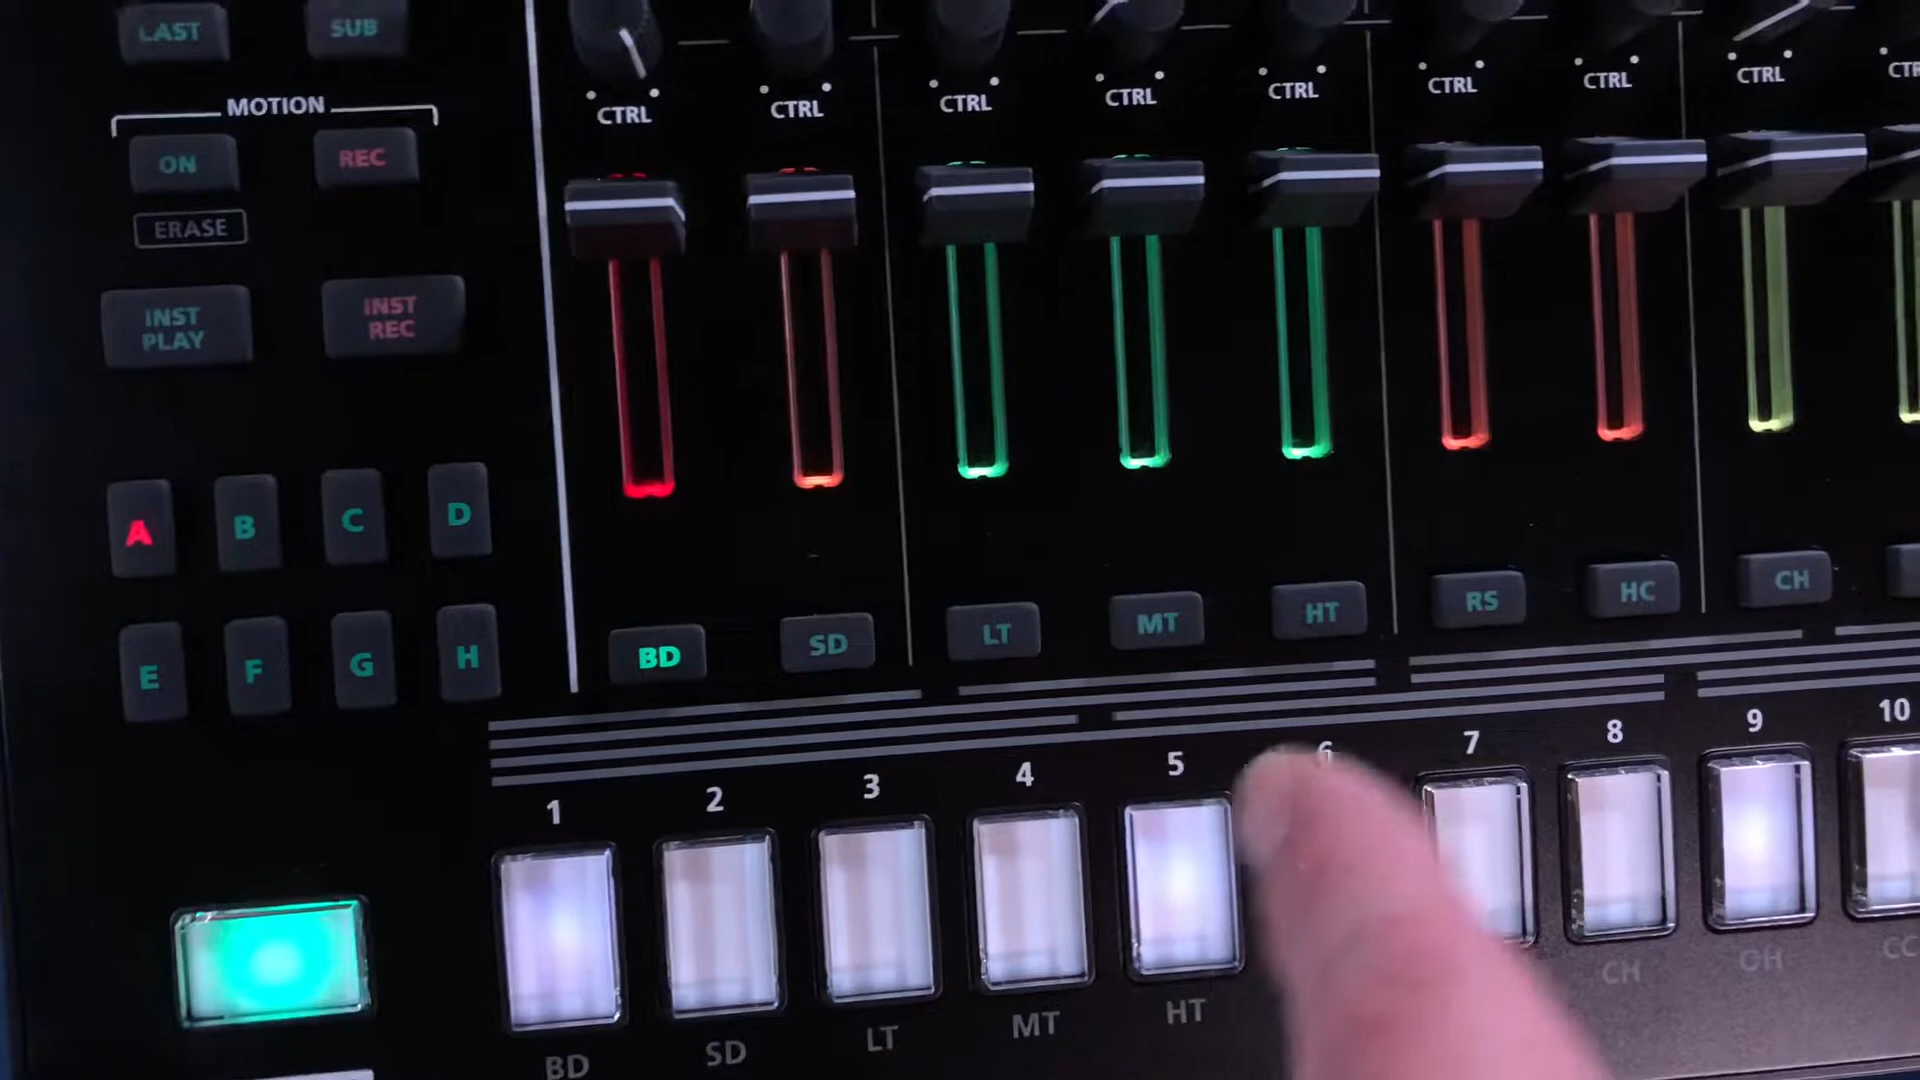 LAST SUB
MOTION
ON REC
ERASE
INST PLAY
INST REC
CTRL CTRL CTRL CTRL CTRL CTRL CTRL CTRL
A B C D
E F G H
BD SD LT MT HT RS HC CH
1 2 3 4 5 6 7 8 9 10
BD SD LT MT HT CH OH CC